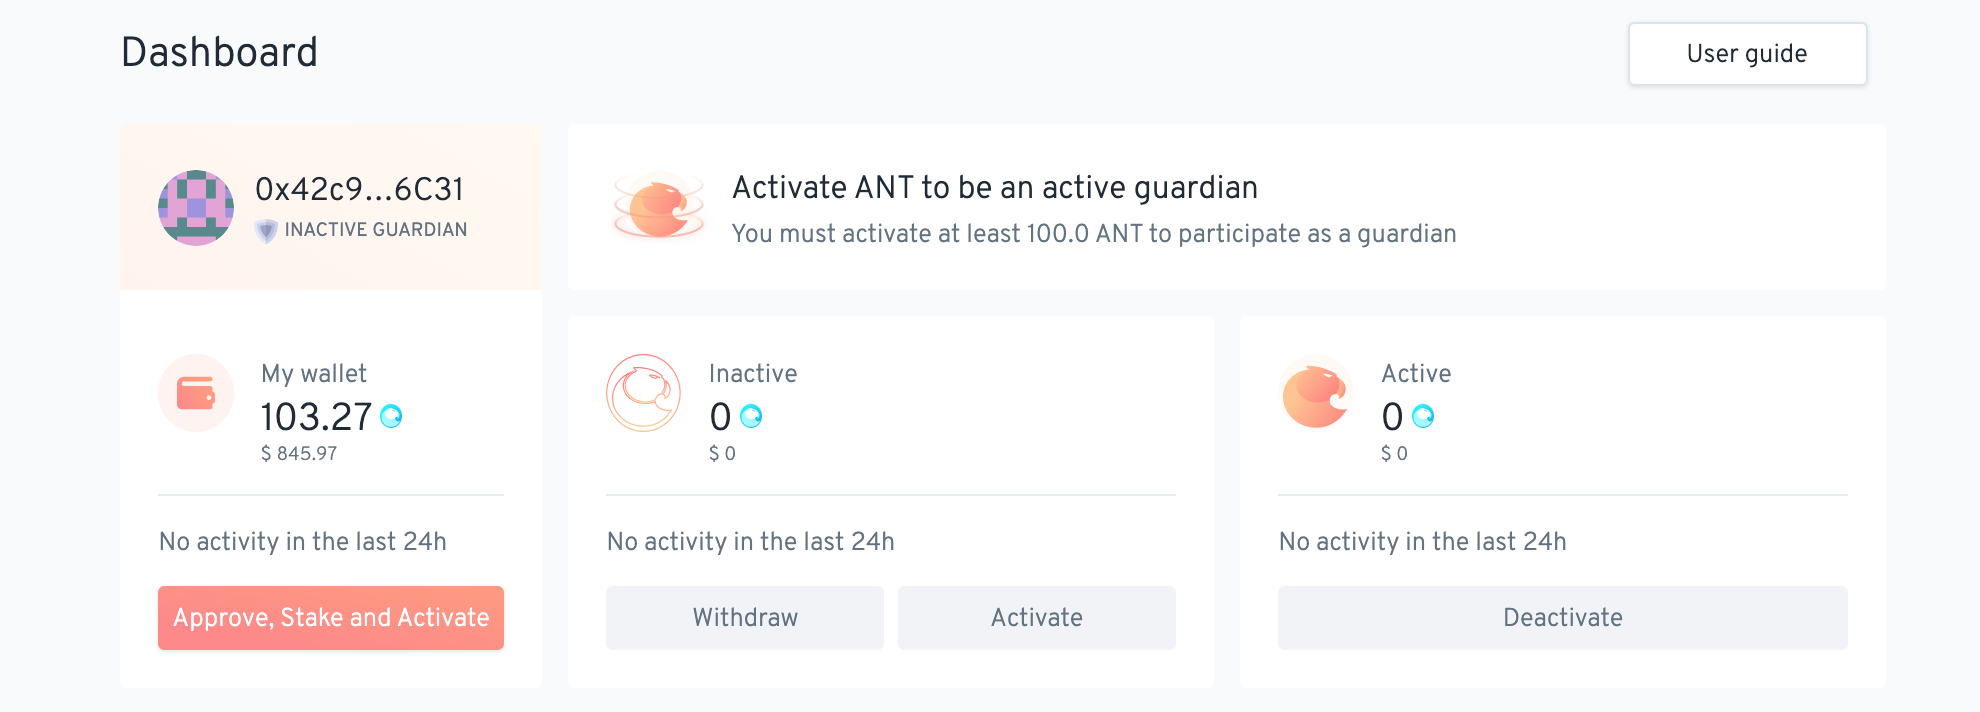 Dashboard
User guide
0x42c9...6C31
INACTIVE GUARDIAN
Activate ANT to be an active guardian
You must activate at least 100.0 ANT to participate as a guardian
My wallet
103.27
$ 845.97
No activity in the last 24h
Approve, Stake and Activate
Inactive
0
$ 0
No activity in the last 24h
Withdraw
Activate
Active
0
$ 0
No activity in the last 24h
Deactivate